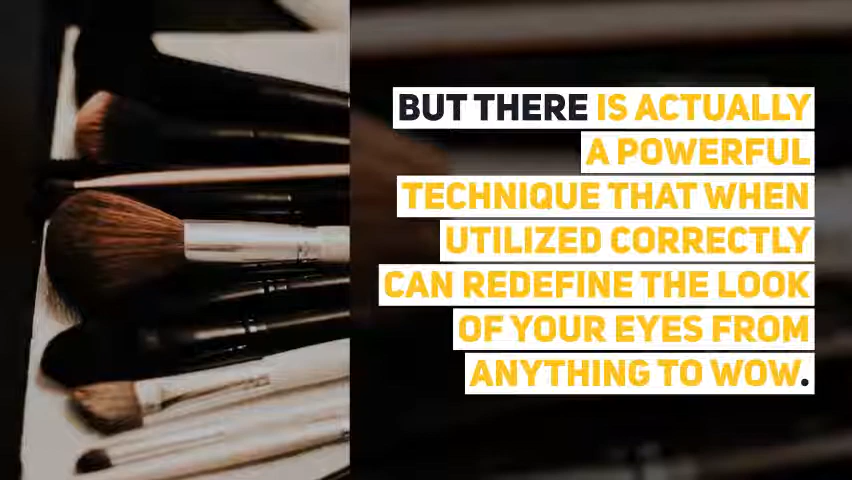 BUT THERE IS ACTUALLY
A POWERFUL
TECHNIQUE THAT WHEN
UTILIZED CORRECTLY
CAN REDEFINE THE LOOK
OF YOUR EYES FROM
ANYTHING TO WOW.